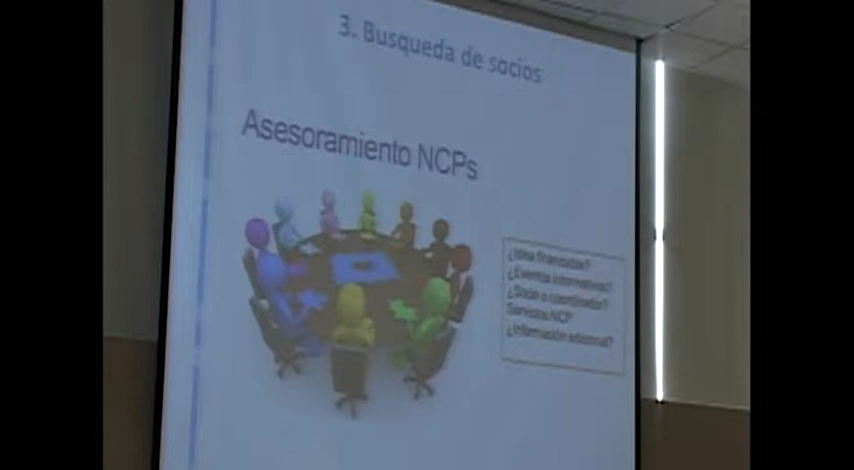 3. Busqueda de socios
Asesoramiento NCPs
¿Idea financiable?
¿Eventos informativos?
¿Socio o coordinador?
Servicios NCP
¿Información adicional?